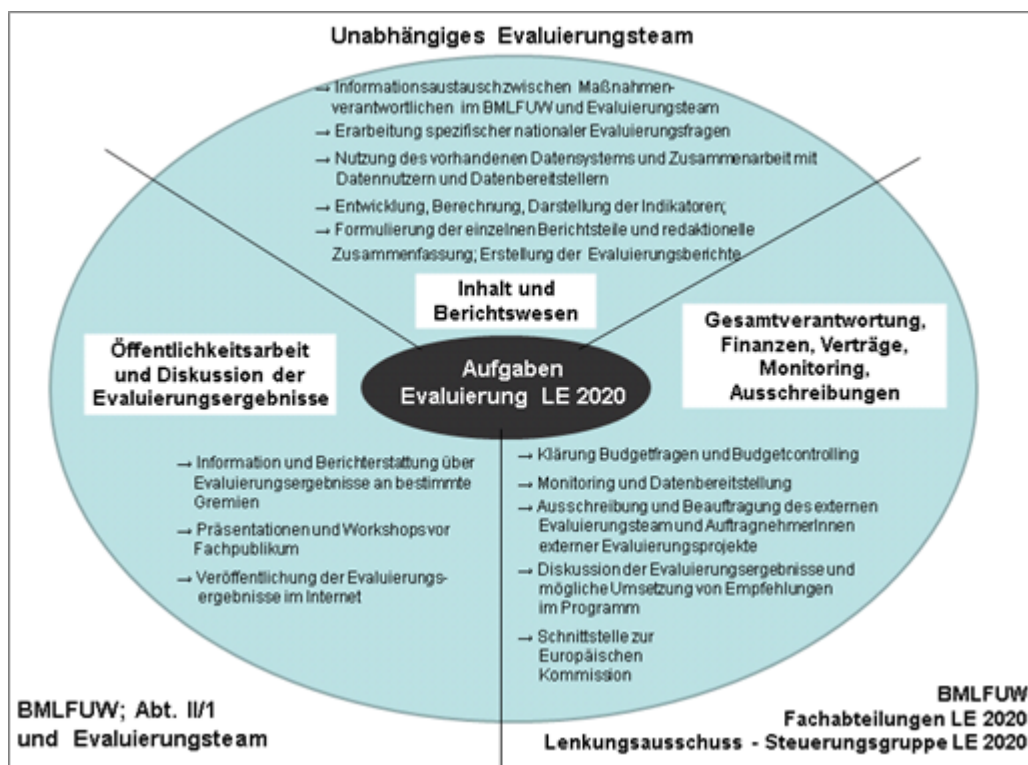 Unabhängiges Evaluierungsteam
→ Informationsaustauschzwischen Maßnahmen-
verantwortlichen im BMLFUW und Evaluierungsteam
→ Erarbeitung spezifischer nationaler Evaluierungsfragen
→ Nutzung des vorhandenen Datensystems und Zusammenarbeit mit
Datennutzern und Datenbereitstellern
→ Entwicklung, Berechnung, Darstellung der Indikatoren;
→ Formulierung der einzelnen Berichtsteile und redaktionelle
Zusammenfassung; Erstellung der Evaluierungsberichte
Inhalt und
Berichtswesen
Öffentlichkeitsarbeit
und Diskussion der
Evaluierungsergebnisse
Aufgaben
Evaluierung LE 2020
Gesamtverantwortung,
Finanzen, Verträge,
Monitoring,
Ausschreibungen
→ Information und Berichterstattung über
Evaluierungsergebnisse an bestimmte
Gremien
→ Präsentationen und Workshops vor
Fachpublikum
→ Veröffentlichung der Evaluierungs-
ergebnisse im Internet
→ Klärung Budgetfragen und Budgetcontrolling
→ Monitoring und Datenbereitstellung
→ Ausschreibung und Beauftragung des externen
Evaluierungsteam und AuftragnehmerInnen
externer Evaluierungsprojekte
→ Diskussion der Evaluierungsergebnisse und
mögliche Umsetzung von Empfehlungen
im Programm
→ Schnittstelle zur
Europäischen
Kommission
BMLFUW; Abt. II/1
und Evaluierungsteam
BMLFUW
Fachabteilungen LE 2020
Lenkungsausschuss - Steuerungsgruppe LE 2020